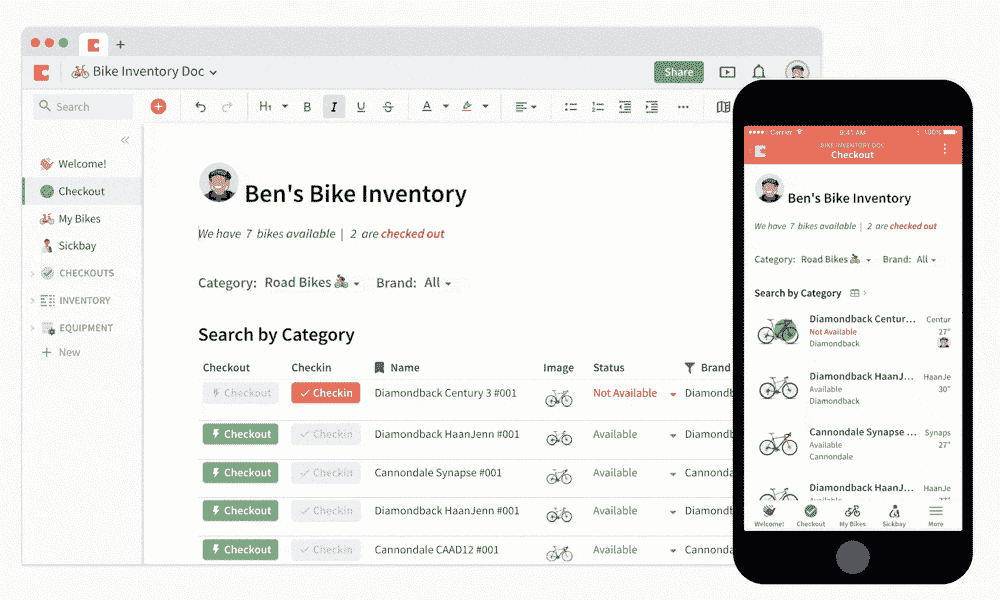 Bike Inventory Doc
Share
Search
H1
B
I
U
S
A
Welcome!
Checkout
My Bikes
Sickbay
CHECKOUTS
INVENTORY
EQUIPMENT
New
Ben's Bike Inventory
We have 7 bikes available | 2 are checked out
Category: Road Bikes Brand: All
Search by Category
Checkout Checkin Name Image Status Brand
Checkout Checkin Diamondback Century 3 #001 Not Available Diamondb
Checkout Checkin Diamondback HaanJenn #001 Available Diamondb
Checkout Checkin Cannondale Synapse #001 Available Cannonda
Checkout Checkin Diamondback HaanJenn #001 Available Diamondb
Checkout Checkin Cannondale CAAD12 #001 Available Cannonda
Carrier 9:41 AM 100%
BIKE INVENTORY DOC
Checkout
Ben's Bike Inventory
We have 7 bikes available | 2 are checked out
Category: Road Bikes Brand: All
Search by Category
Diamondback Centur... Centur
Not Available 27"
Diamondback
Diamondback HaanJ... HaanJe
Available 30"
Diamondback
Cannondale Synapse ... Synaps
Available 27"
Cannondale
Diamondback HaanJ... HaanJe
Welcome! Checkout My Bikes Sickbay More